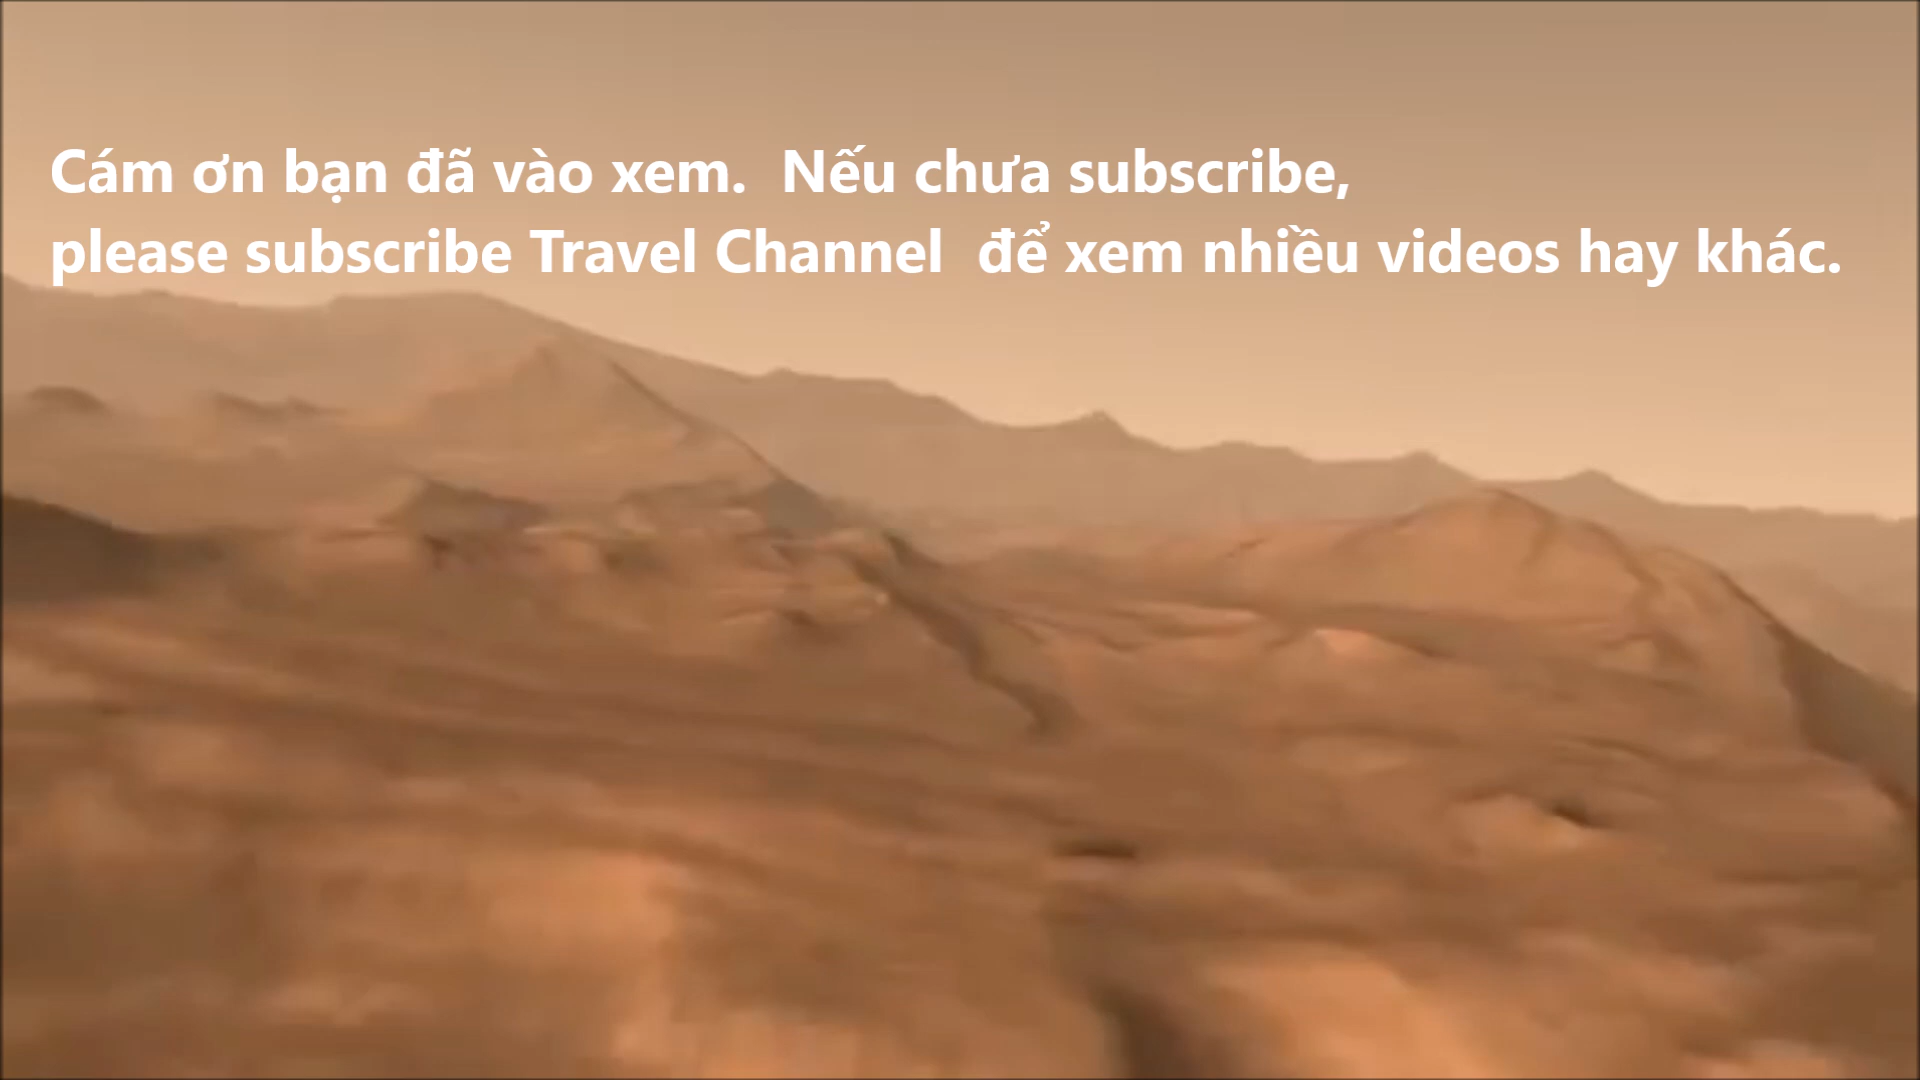 Cám ơn bạn đã vào xem.  Nếu chưa subscribe,
please subscribe Travel Channel  để xem nhiều videos hay khác.